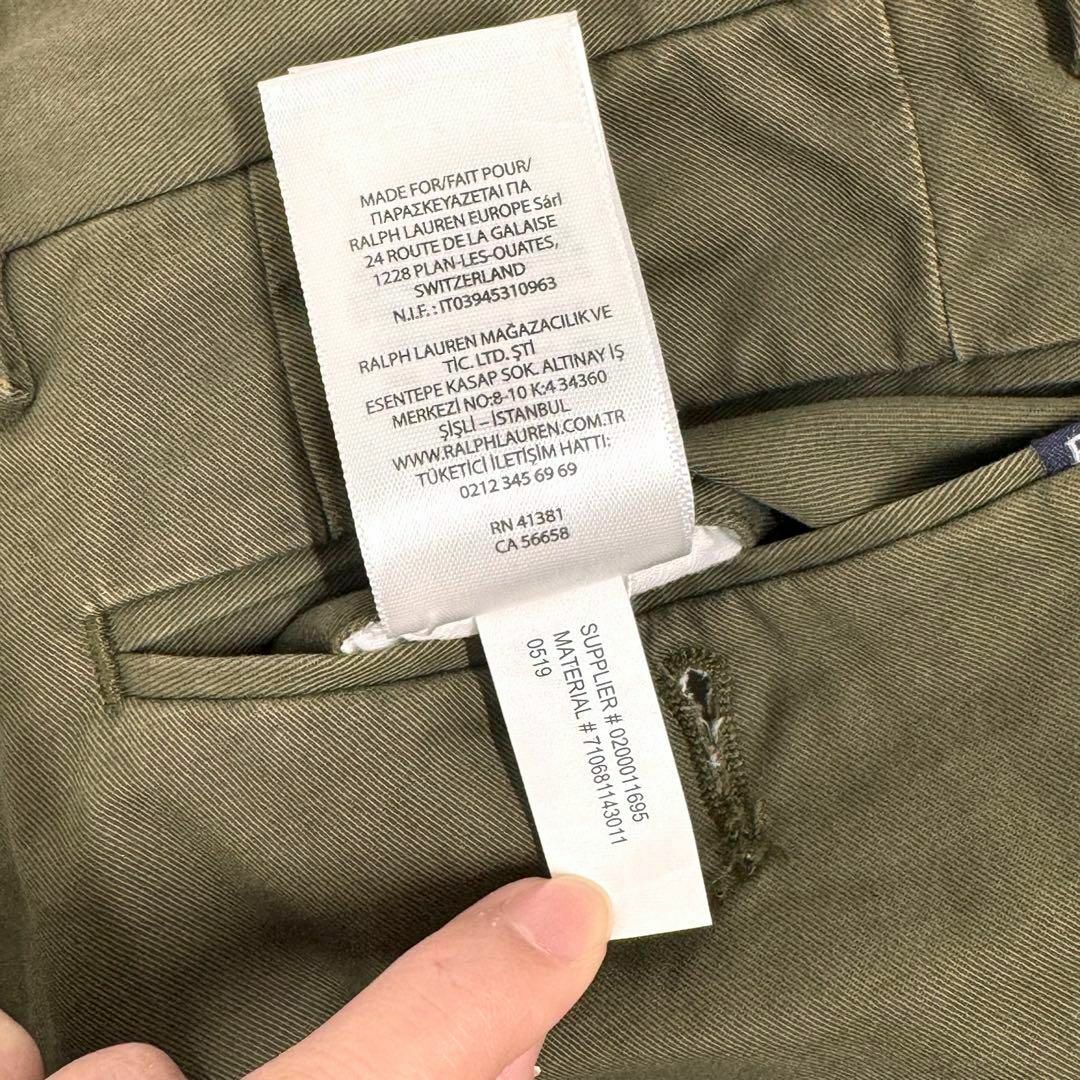 MADE FOR/FAIT POUR/
ΠΑΡΑΣΚΕΥΑΖΕΤΑΙ ΓΙΑ
RALPH LAUREN EUROPE Sárl
24 ROUTE DE LA GALAISE
1228 PLAN-LES-OUATES,
SWITZERLAND
N.I.F. : IT03945310963
RALPH LAUREN MAĞAZACILIK VE
TİC. LTD. ŞTİ
ESENTEPE KASAP SOK. ALTINAY İŞ
MERKEZİ NO:8-10 K:4 34360
ŞİŞLİ – İSTANBUL
WWW.RALPHLAUREN.COM.TR
TÜKETİCİ İLETİŞİM HATTI:
0212 345 69 69
RN 41381
CA 56658
SUPPLIER # 0200011695
MATERIAL # 710681143011
0519